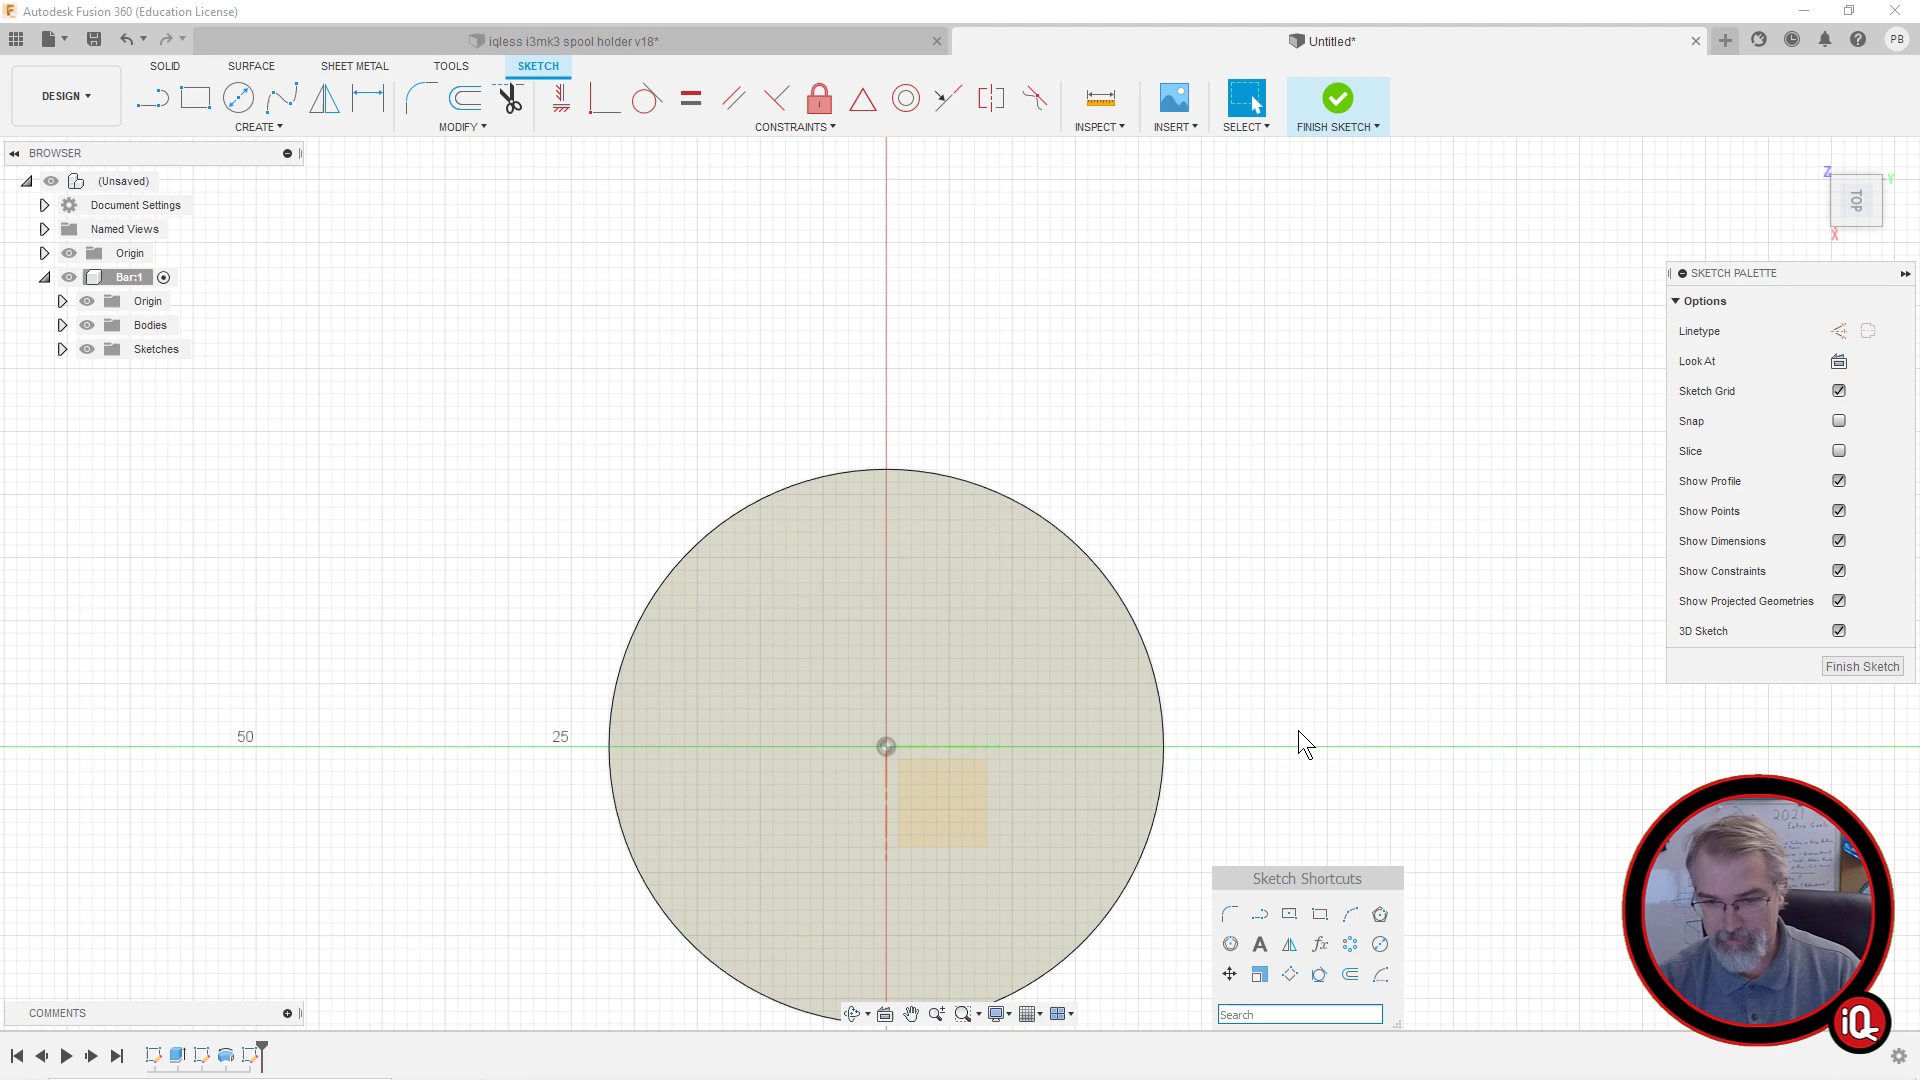 Autodesk Fusion 360 (Education License)
iqless i3mk3 spool holder v18*
Untitled*
PB
DESIGN
SOLID
SURFACE
SHEET METAL
TOOLS
SKETCH
CREATE
MODIFY
CONSTRAINTS
INSPECT
INSERT
SELECT
FINISH SKETCH
BROWSER
(Unsaved)
Document Settings
Named Views
Origin
Bar:1
Origin
Bodies
Sketches
Z
Y
TOP
X
SKETCH PALETTE
Options
Linetype
Look At
Sketch Grid
Snap
Slice
Show Profile
Show Points
Show Dimensions
Show Constraints
Show Projected Geometries
3D Sketch
Finish Sketch
50
25
Sketch Shortcuts
A
fx
Search
2021
iQ
COMMENTS